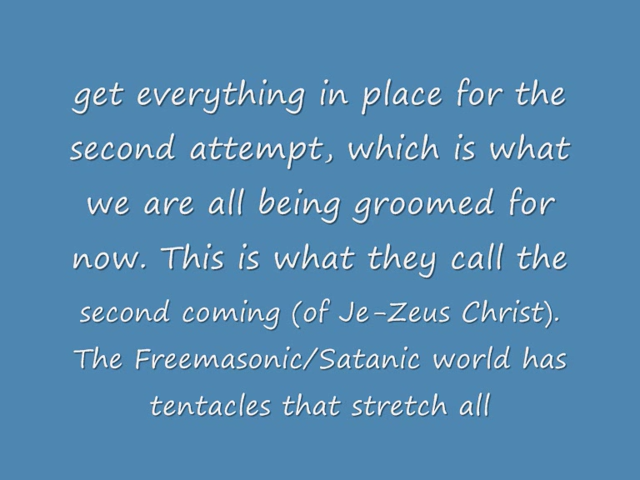 get everything in place for the
second attempt, which is what
we are all being groomed for
now. This is what they call the
second coming (of Je-Zeus Christ).
The Freemasonic/Satanic world has
tentacles that stretch all